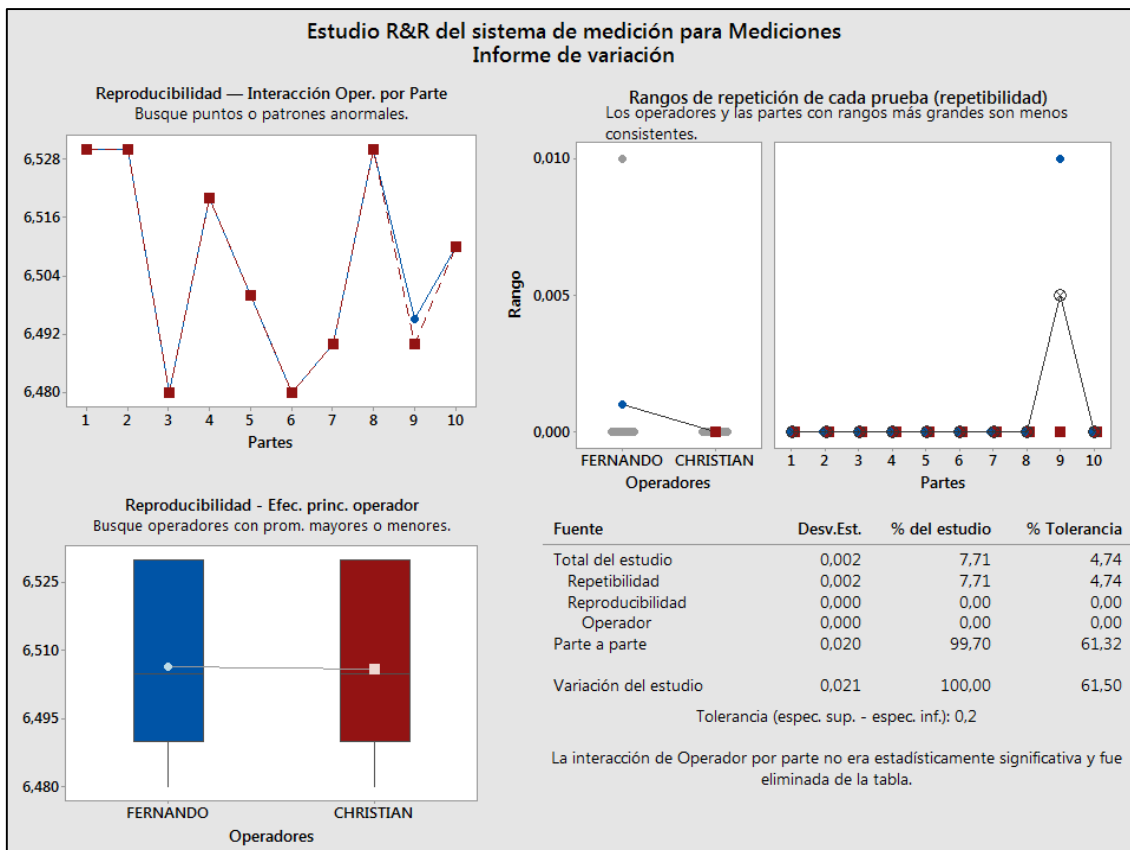 Estudio R&R del sistema de medición para Mediciones
Informe de variación
Reproducibilidad — Interacción Oper. por Parte
Busque puntos o patrones anormales.
6,528
6,516
6,504
6,492
6,480
1 2 3 4 5 6 7 8 9 10
Partes
Rangos de repetición de cada prueba (repetibilidad)
Los operadores y las partes con rangos más grandes son menos
consistentes.
0,010
0,005
0,000
Rango
FERNANDO CHRISTIAN
Operadores
1 2 3 4 5 6 7 8 9 10
Partes
Reproducibilidad - Efec. princ. operador
Busque operadores con prom. mayores o menores.
6,525
6,510
6,495
6,480
FERNANDO CHRISTIAN
Operadores
Fuente Desv.Est. % del estudio % Tolerancia
Total del estudio 0,002 7,71 4,74
Repetibilidad 0,002 7,71 4,74
Reproducibilidad 0,000 0,00 0,00
Operador 0,000 0,00 0,00
Parte a parte 0,020 99,70 61,32
Variación del estudio 0,021 100,00 61,50
Tolerancia (espec. sup. - espec. inf.): 0,2
La interacción de Operador por parte no era estadísticamente significativa y fue
eliminada de la tabla.